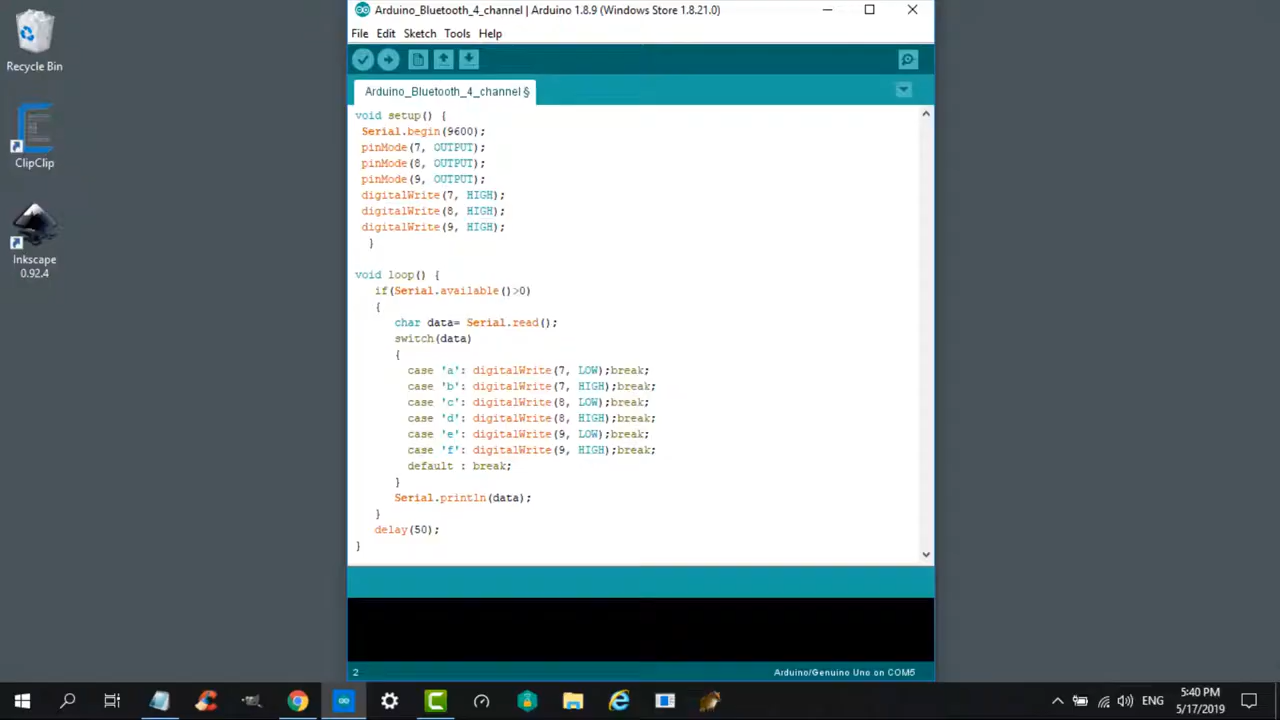 Arduino_Bluetooth_4_channel | Arduino 1.8.9 (Windows Store 1.8.21.0)
File Edit Sketch Tools Help
Arduino_Bluetooth_4_channel §
Recycle Bin
ClipClip
Inkscape
0.92.4
void setup() {
Serial.begin(9600);
pinMode(7, OUTPUT);
pinMode(8, OUTPUT);
pinMode(9, OUTPUT);
digitalWrite(7, HIGH);
digitalWrite(8, HIGH);
digitalWrite(9, HIGH);
}
void loop() {
if(Serial.available()>0)
{
char data= Serial.read();
switch(data)
{
case 'a': digitalWrite(7, LOW);break;
case 'b': digitalWrite(7, HIGH);break;
case 'c': digitalWrite(8, LOW);break;
case 'd': digitalWrite(8, HIGH);break;
case 'e': digitalWrite(9, LOW);break;
case 'f': digitalWrite(9, HIGH);break;
default : break;
}
Serial.println(data);
}
delay(50);
}
2
Arduino/Genuino Uno on COM5
ENG
5:40 PM
5/17/2019